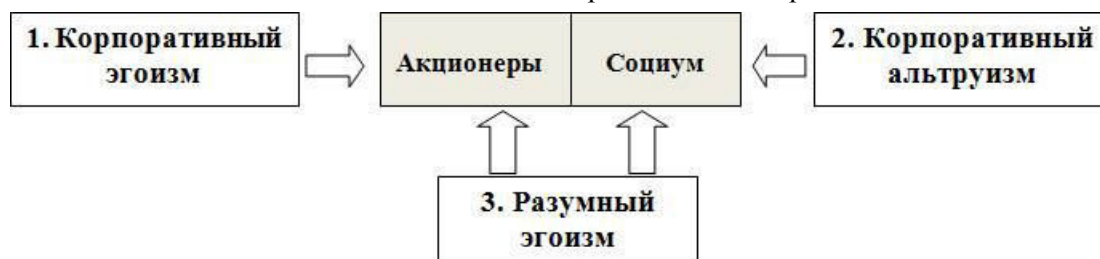 1. Корпоративный
эгоизм
Акционеры
Социум
2. Корпоративный
альтруизм
3. Разумный
эгоизм